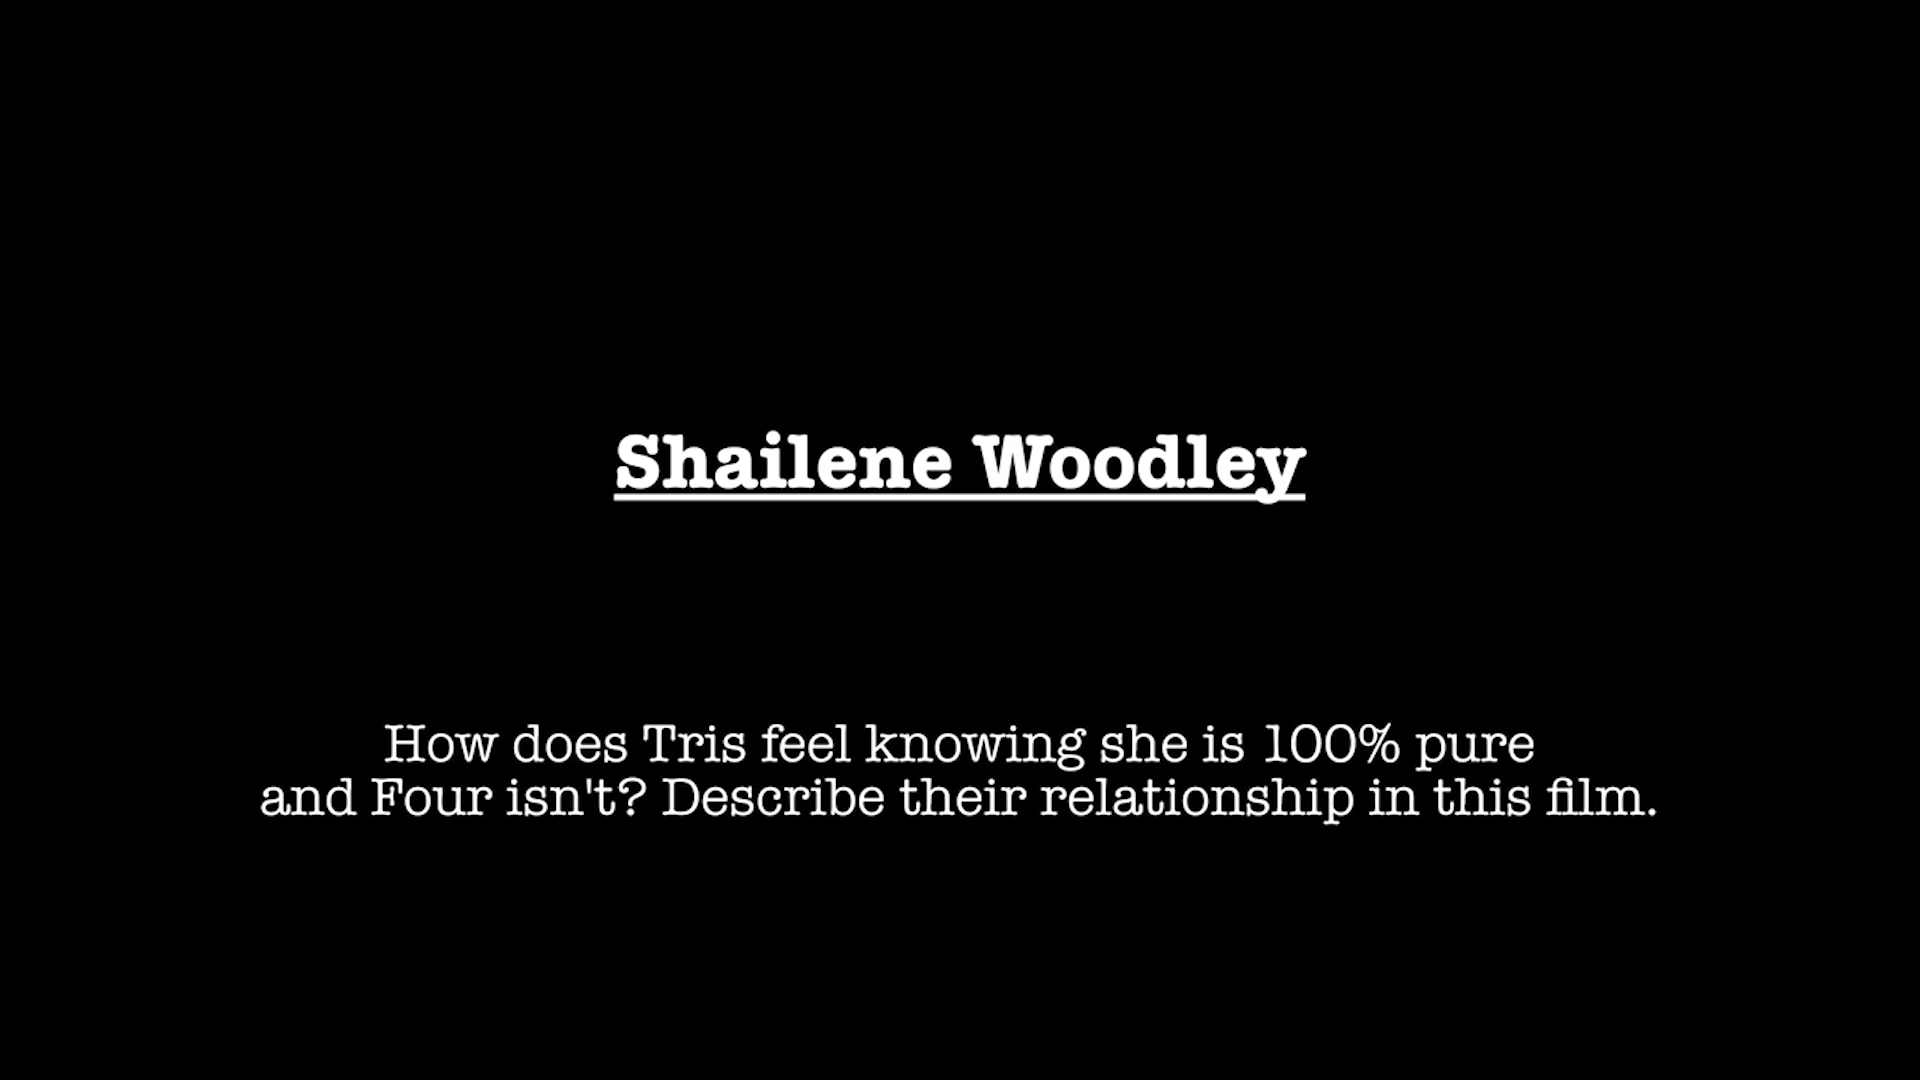 Shailene Woodley
How does Tris feel knowing she is 100% pure
and Four isn't? Describe their relationship in this film.